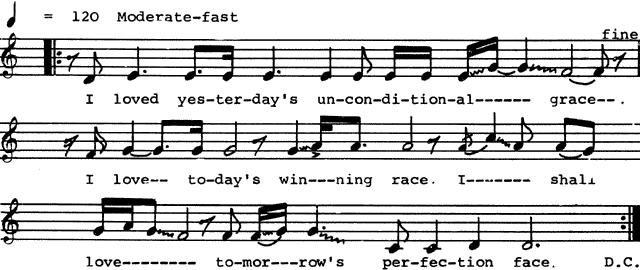 = 120 Moderate-fast
fine
I loved yes-ter-day's un-con-di-tion-al------ grace--.
I love-- to-day's win---ning race. I------- shall
love-------- to-mor---row's per-fec-tion face. D.C.